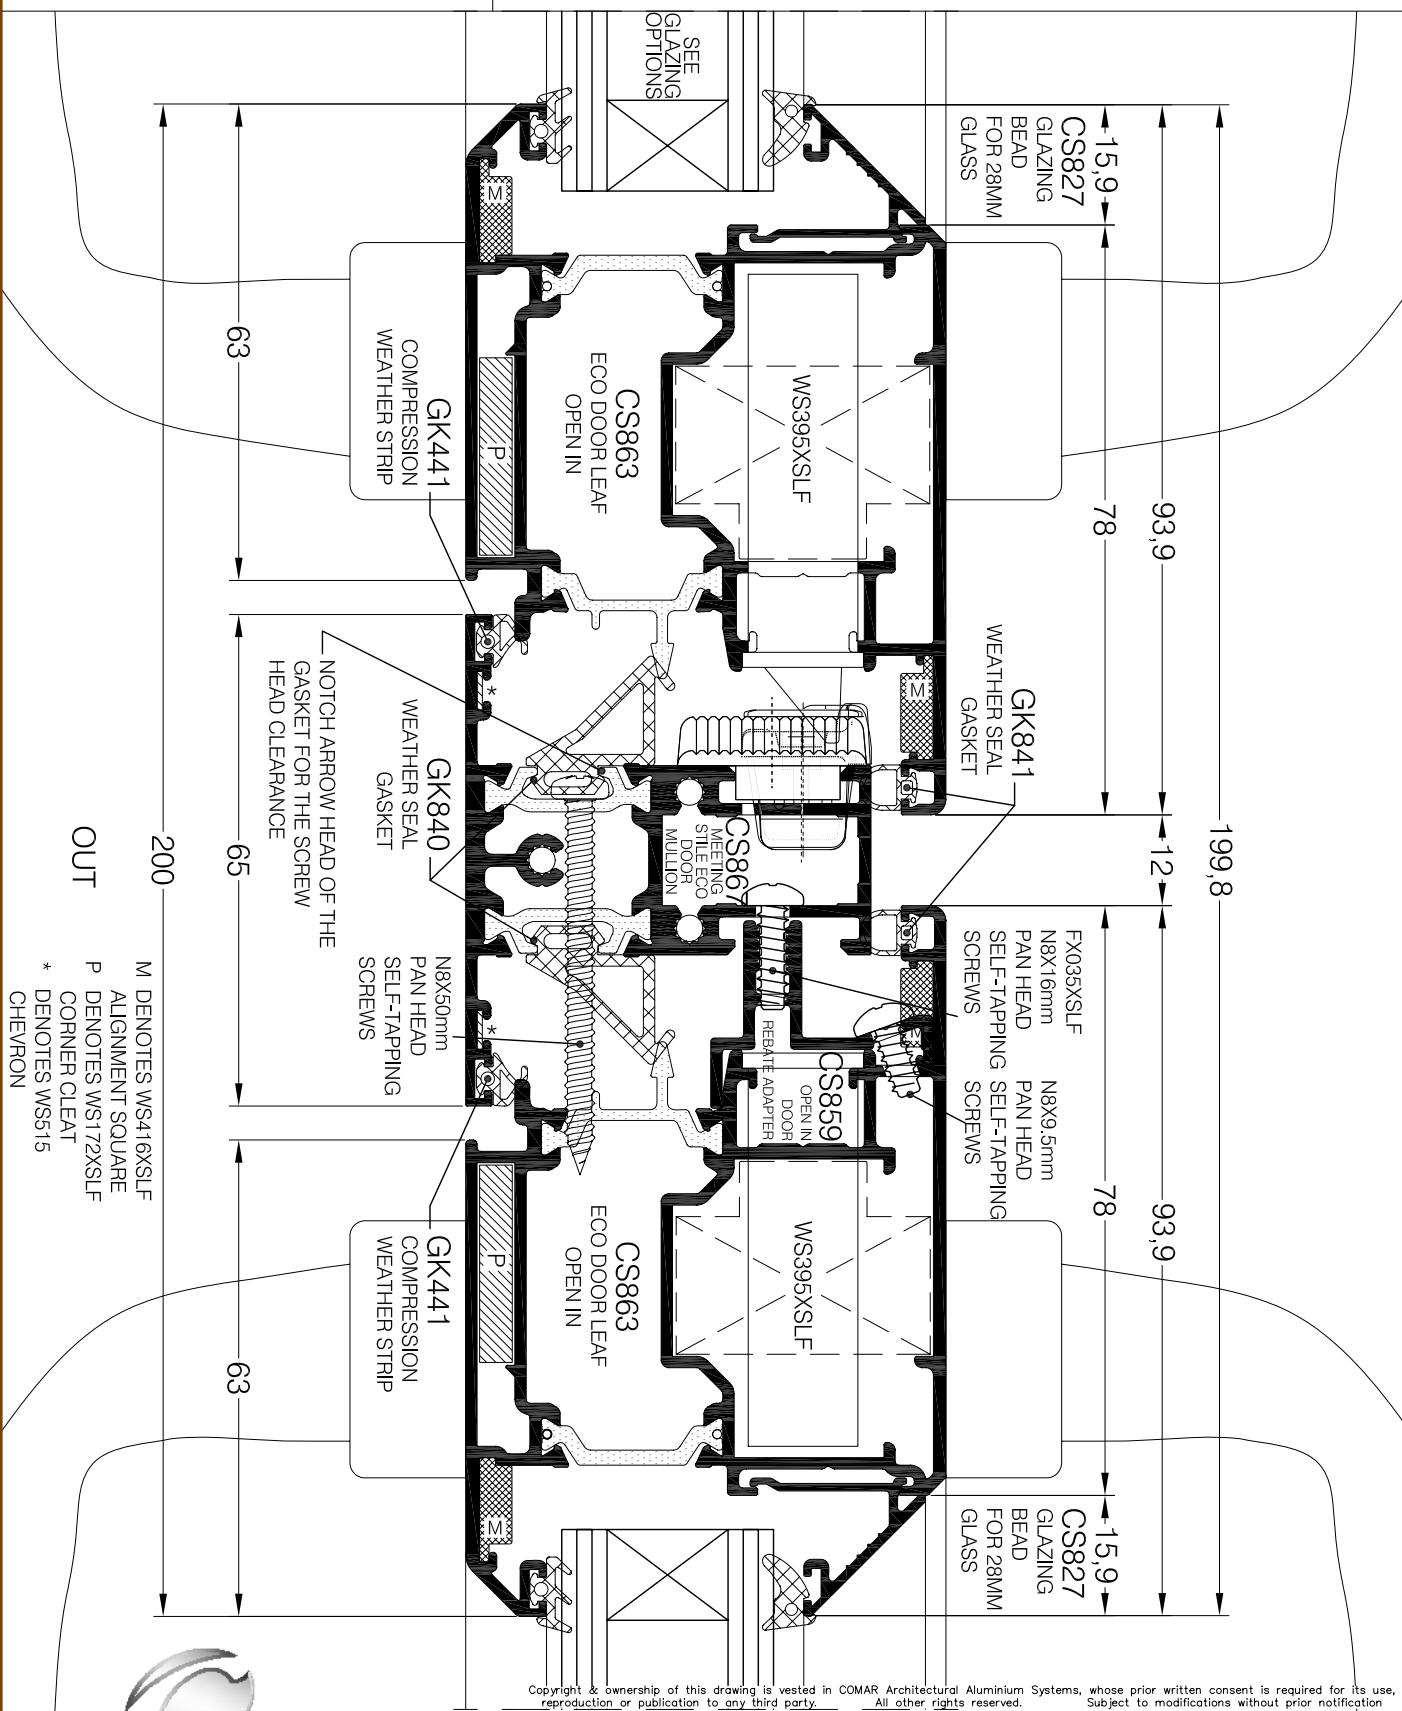 SEE
GLAZING
OPTIONS
15,9
CS827
GLAZING
BEAD
FOR 28MM
GLASS
199,8
93,9
78
12
93,9
78
15,9
CS827
GLAZING
BEAD
FOR 28MM
GLASS
M
WS395XSLF
CS863
ECO DOOR LEAF
OPEN IN
P
GK441
COMPRESSION
WEATHER STRIP
63
GK841
WEATHER SEAL
GASKET
M
*
NOTCH ARROW HEAD OF THE
GASKET FOR THE SCREW
HEAD CLEARANCE
GK840
WEATHER SEAL
GASKET
CS867
MEETING
STILE ECO
DOOR
MULLION
65
FX035XSLF
N8X16mm
PAN HEAD
SELF-TAPPING
SCREWS
N8X9.5mm
PAN HEAD
SELF-TAPPING
SCREWS
M
N8X50mm
PAN HEAD
SELF-TAPPING
SCREWS
*
CS859
OPEN IN
DOOR
REBATE ADAPTER
WS395XSLF
CS863
ECO DOOR LEAF
OPEN IN
P
GK441
COMPRESSION
WEATHER STRIP
63
M
200
OUT
M DENOTES WS416XSLF
ALIGNMENT SQUARE
P DENOTES WS172XSLF
CORNER CLEAT
* DENOTES WS515
CHEVRON
Copyright & ownership of this drawing is vested in COMAR Architectural Aluminium Systems, whose prior written consent is required for its use,
reproduction or publication to any third party. All other rights reserved. Subject to modifications without prior notification